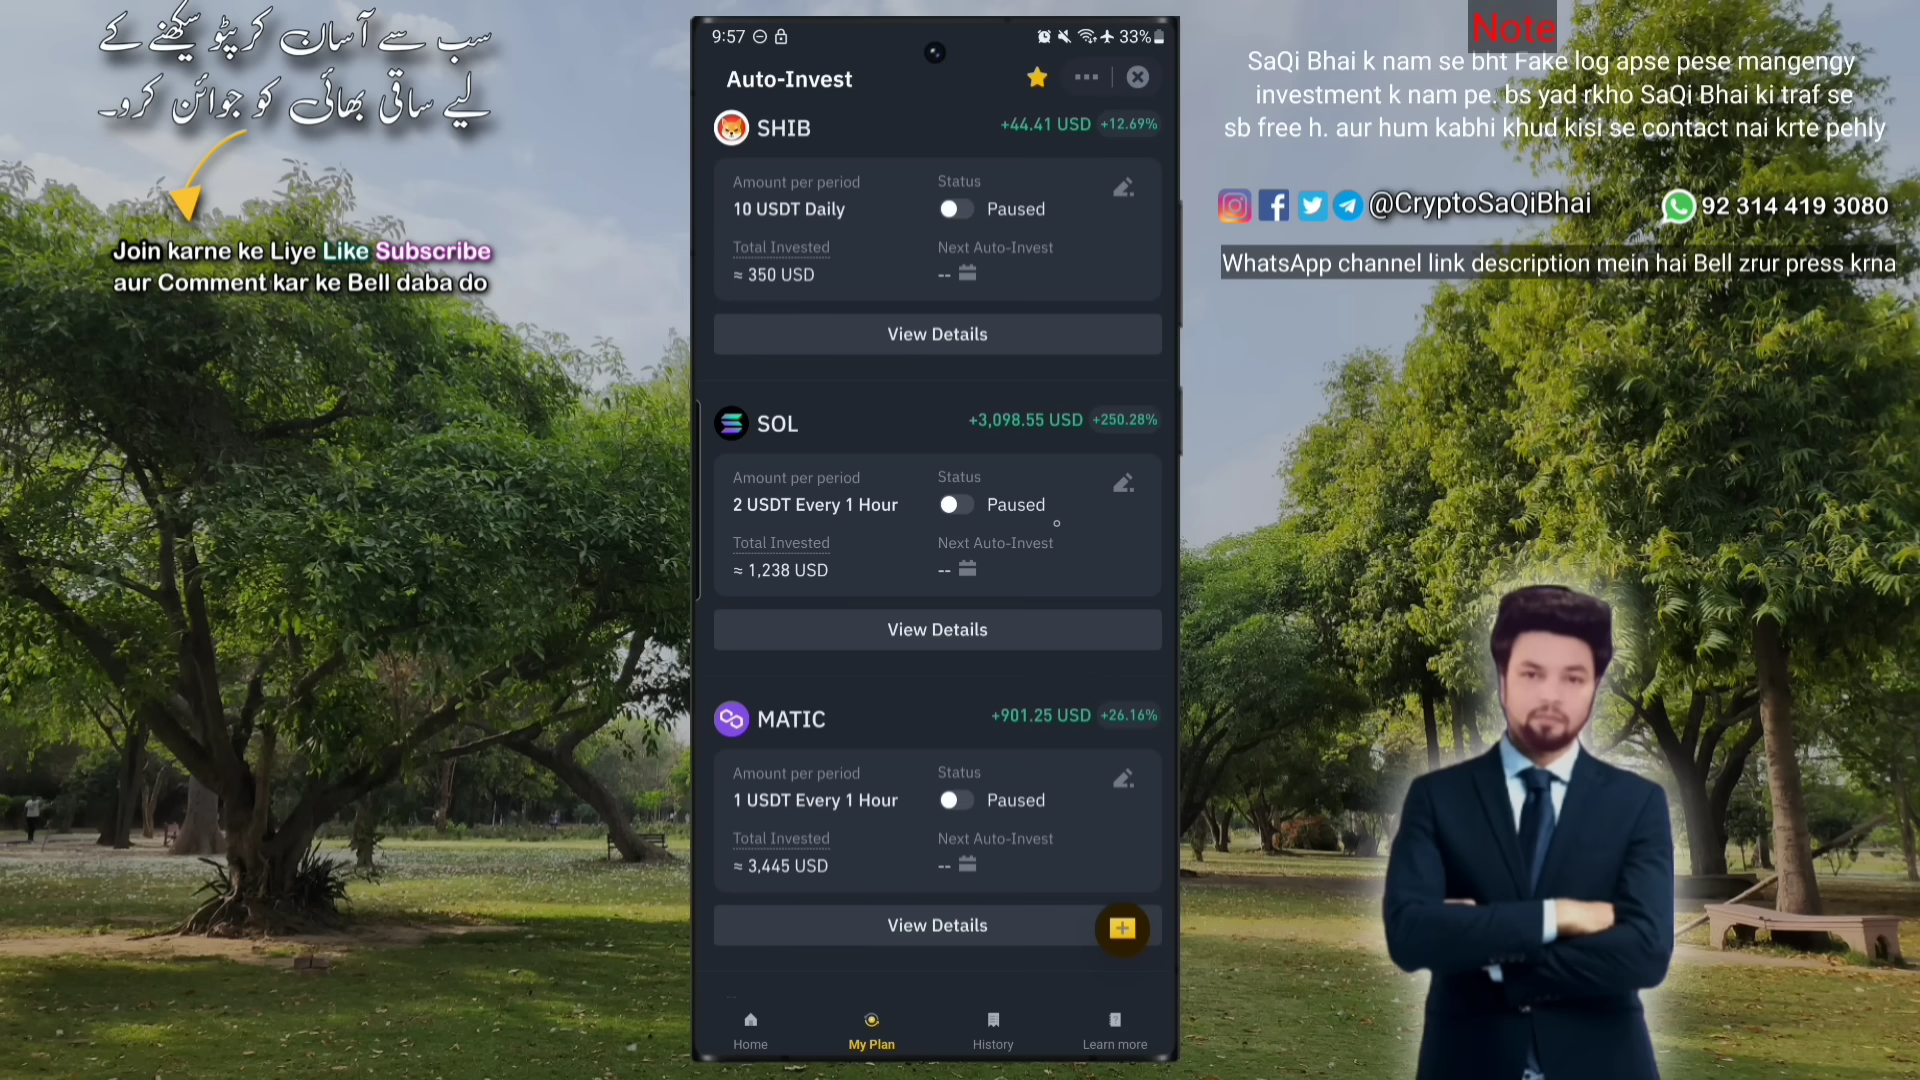 سب سے آسان کرپٹو سیکھنے کے
لیے ساقی بھائی کو جوائن کرو۔
Join karne ke Liye Like Subscribe
aur Comment kar ke Bell daba do
9:57
33%
Auto-Invest
SHIB
+44.41 USD +12.69%
Amount per period
Status
10 USDT Daily
Paused
Total Invested
Next Auto-Invest
≈ 350 USD
--
View Details
SOL
+3,098.55 USD +250.28%
Amount per period
Status
2 USDT Every 1 Hour
Paused
Total Invested
Next Auto-Invest
≈ 1,238 USD
--
View Details
MATIC
+901.25 USD +26.16%
Amount per period
Status
1 USDT Every 1 Hour
Paused
Total Invested
Next Auto-Invest
≈ 3,445 USD
--
View Details
Home
My Plan
History
Learn more
Note
SaQi Bhai k nam se bht Fake log apse pese mangengy
investment k nam pe. bs yad rkho SaQi Bhai ki traf se
sb free h. aur hum kabhi khud kisi se contact nai krte pehly
@CryptoSaQiBhai
92 314 419 3080
WhatsApp channel link description mein hai Bell zrur press krna